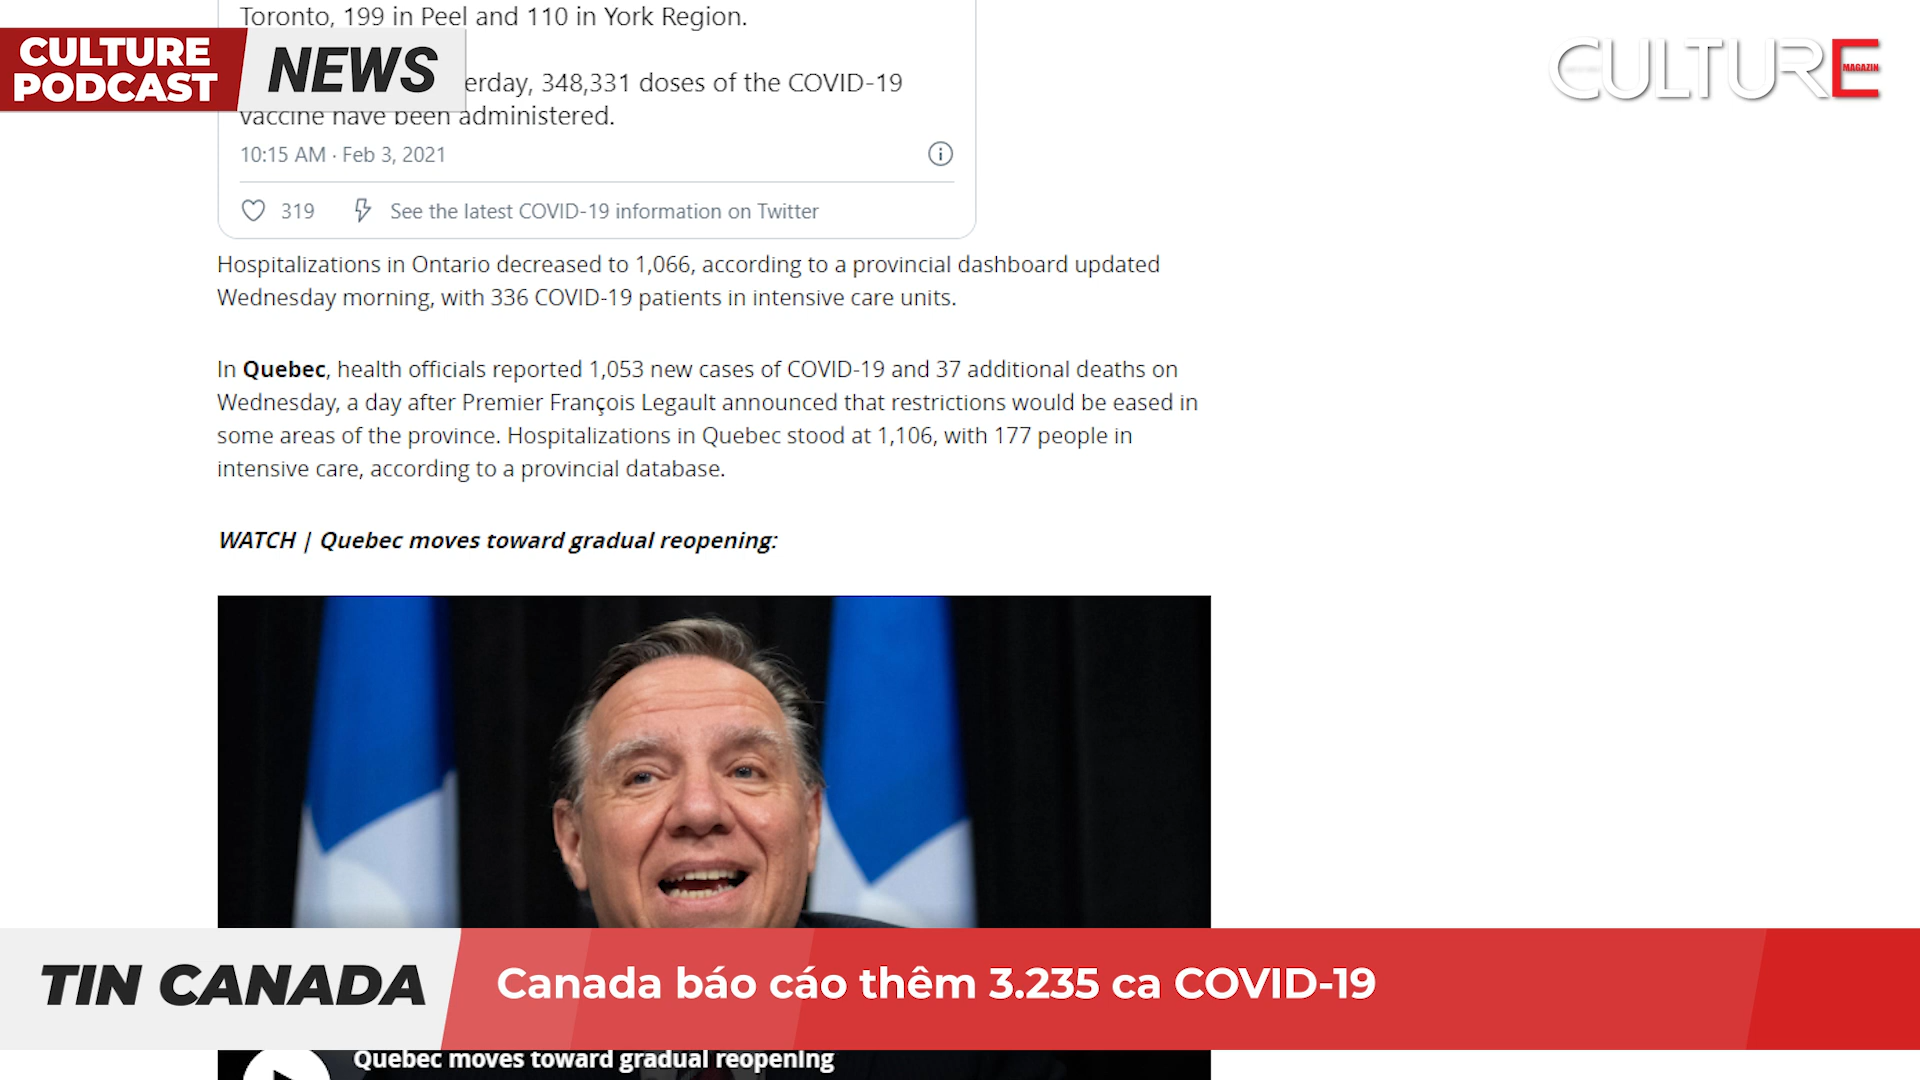 Toronto, 199 in Peel and 110 in York Region.
CULTURE
PODCAST
NEWS
CULTURE
MAGAZIN
erday, 348,331 doses of the COVID-19
vaccine have been administered.
10:15 AM · Feb 3, 2021
319
See the latest COVID-19 information on Twitter
Hospitalizations in Ontario decreased to 1,066, according to a provincial dashboard updated
Wednesday morning, with 336 COVID-19 patients in intensive care units.
In Quebec, health officials reported 1,053 new cases of COVID-19 and 37 additional deaths on
Wednesday, a day after Premier François Legault announced that restrictions would be eased in
some areas of the province. Hospitalizations in Quebec stood at 1,106, with 177 people in
intensive care, according to a provincial database.
WATCH | Quebec moves toward gradual reopening:
TIN CANADA
Canada báo cáo thêm 3.235 ca COVID-19
Quebec moves toward gradual reopening